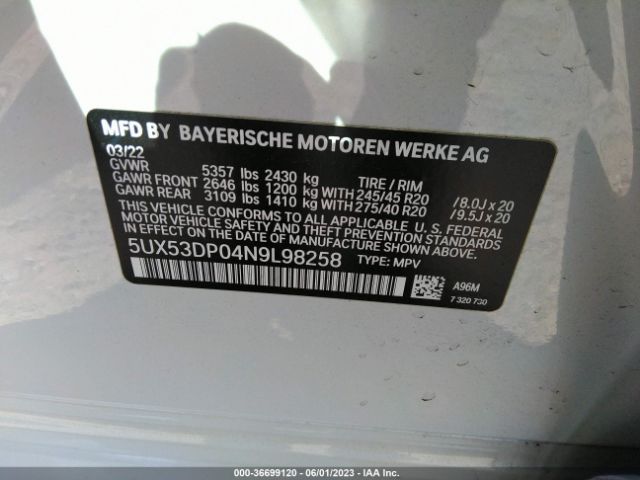 MFD BY BAYERISCHE MOTOREN WERKE AG
03/22
GVWR 5357 lbs 2430 kg TIRE / RIM
GAWR FRONT 2646 lbs 1200 kg WITH 245/45 R20 /8.0J x 20
GAWR REAR 3109 lbs 1410 kg WITH 275/40 R20 /9.5J x 20
THIS VEHICLE CONFORMS TO ALL APPLICABLE U. S. FEDERAL
MOTOR VEHICLE SAFETY STANDARDS IN
EFFECT ON THE DATE OF MANUFACTURE SHOWN ABOVE.
5UX53DP04N9L98258 TYPE: MPV
A96M
7 320 730
000-36699120 - 06/01/2023 - IAA Inc.